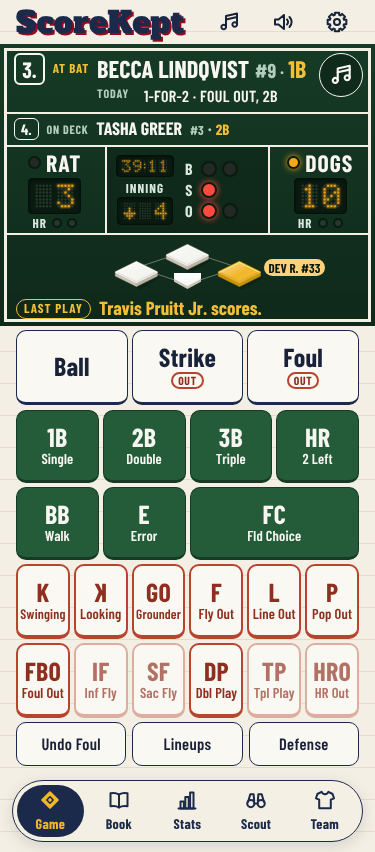 ScoreKept
3. AT BAT BECCA LINDQVIST #9 · 1B
TODAY 1-FOR-2 · FOUL OUT, 2B
4. ON DECK TASHA GREER #3 · 2B
RAT 39:11 B DOGS
3 INNING S 10
HR 4 O HR
DEV R. #33
LAST PLAY Travis Pruitt Jr. scores.
Ball Strike Foul
OUT OUT
1B 2B 3B HR
Single Double Triple 2 Left
BB E FC
Walk Error Fld Choice
K ꓘ GO F L P
Swinging Looking Grounder Fly Out Line Out Pop Out
FBO IF SF DP TP HRO
Foul Out Inf Fly Sac Fly Dbl Play Tpl Play HR Out
Undo Foul Lineups Defense
Game Book Stats Scout Team